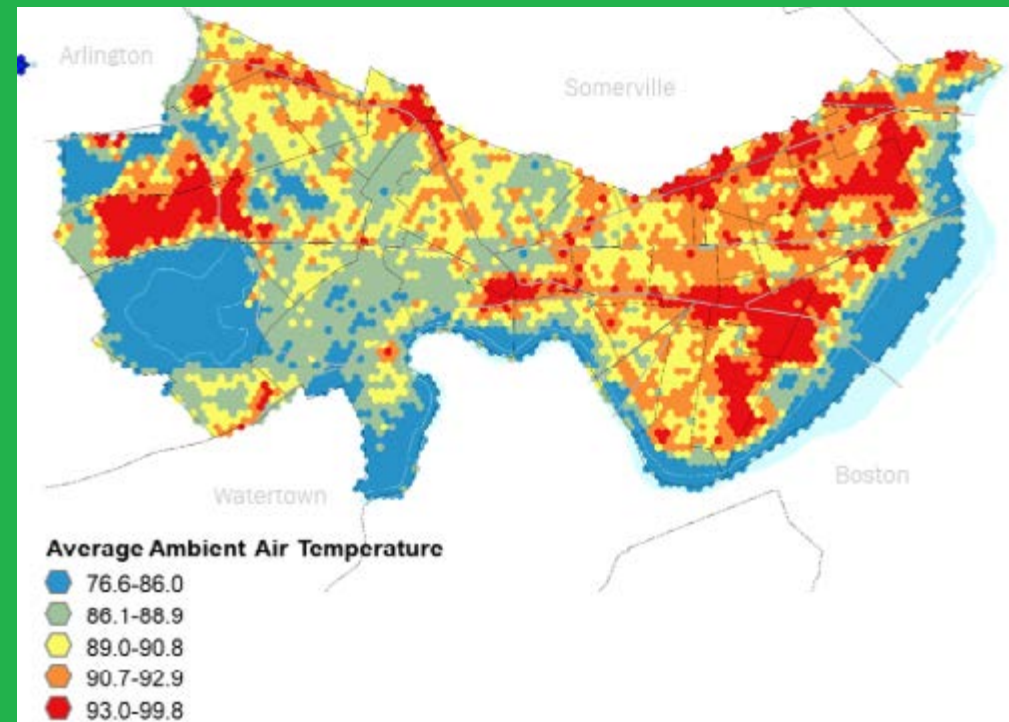 Arlington
Somerville
Boston
Watertown
Average Ambient Air Temperature
76.6-86.0
86.1-88.9
89.0-90.8
90.7-92.9
93.0-99.8